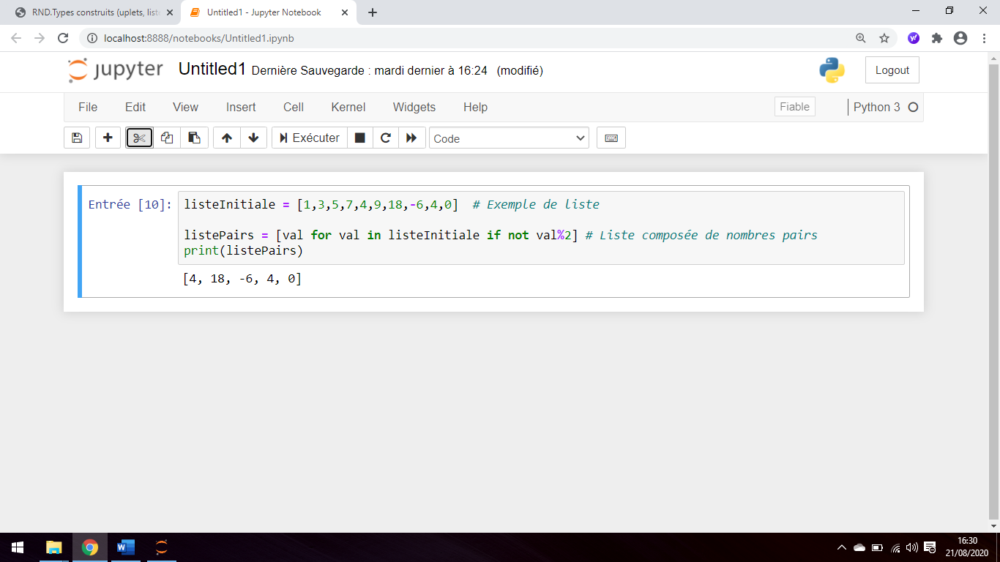 RND.Types construits (uplets, list
Untitled1 - Jupyter Notebook
localhost:8888/notebooks/Untitled1.ipynb
jupyter Untitled1 Dernière Sauvegarde : mardi dernier à 16:24 (modifié)
Logout
File Edit View Insert Cell Kernel Widgets Help
Fiable
Python 3
Exécuter
Code
Entrée [10]:
listeInitiale = [1,3,5,7,4,9,18,-6,4,0]  # Exemple de liste
listePairs = [val for val in listeInitiale if not val%2] # Liste composée de nombres pairs
print(listePairs)
[4, 18, -6, 4, 0]
16:30
21/08/2020